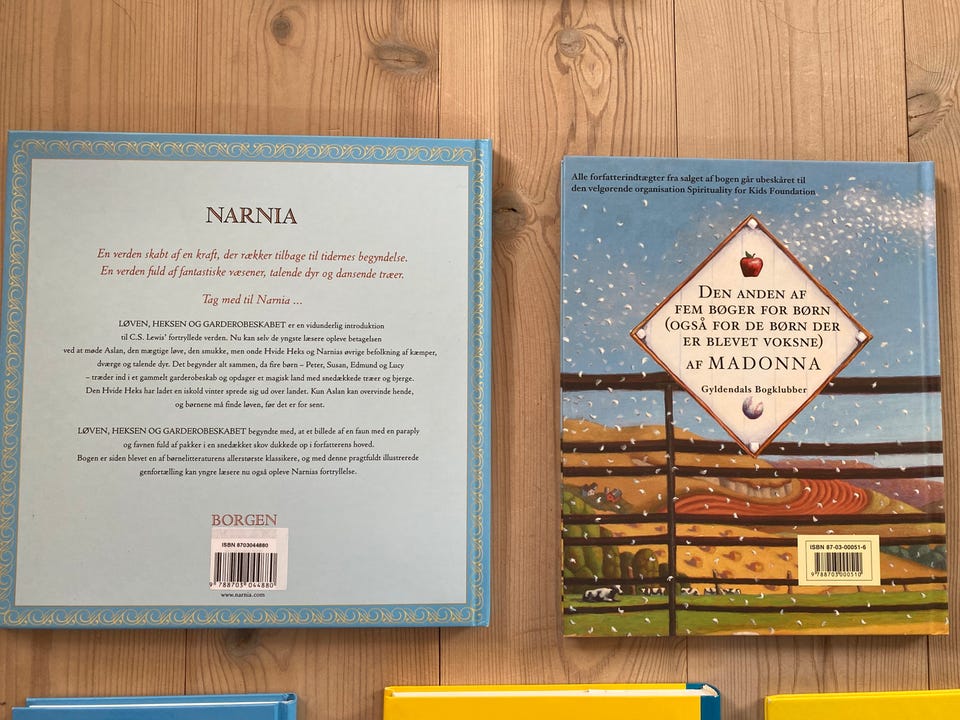 NARNIA
En verden skabt af en kraft, der rækker tilbage til tidernes begyndelse.
En verden fuld af fantastiske væsener, talende dyr og dansende træer.
Tag med til Narnia ...
LØVEN, HEKSEN OG GARDEROBESKABET er en vidunderlig introduktion
til C.S. Lewis' fortryllede verden. Nu kan selv de yngste læsere opleve betagelsen
ved at møde Aslan, den mægtige løve, den smukke, men onde Hvide Heks og Narnias øvrige befolkning af kæmper,
dværge og talende dyr. Det begynder alt sammen, da fire børn – Peter, Susan, Edmund og Lucy
– træder ind i et gammelt garderobeskab og opdager et magisk land med snedækkede træer og bjerge.
Den Hvide Heks har ladet en iskold vinter sprede sig ud over landet. Kun Aslan kan overvinde hende,
og børnene må finde løven, før det er for sent.
LØVEN, HEKSEN OG GARDEROBESKABET begyndte med, at et billede af en faun med en paraply
og favnen fuld af pakker i en snedækket skov dukkede op i forfatterens hoved.
Bogen er siden blevet en af børnelitteraturens allerstørste klassikere, og med denne pragtfuldt illustrerede
genfortælling kan yngre læsere nu også opleve Narnias fortryllelse.
BORGEN
ISBN 8703044880
9 788703 044880
www.narnia.com
Alle forfatterindtægter fra salget af bogen går ubeskåret til
den velgørende organisation Spirituality for Kids Foundation
DEN ANDEN AF
FEM BØGER FOR BØRN
(OGSÅ FOR DE BØRN DER
ER BLEVET VOKSNE)
AF MADONNA
Gyldendals Bogklubber
ISBN 87-03-00051-6
9 788703 000510